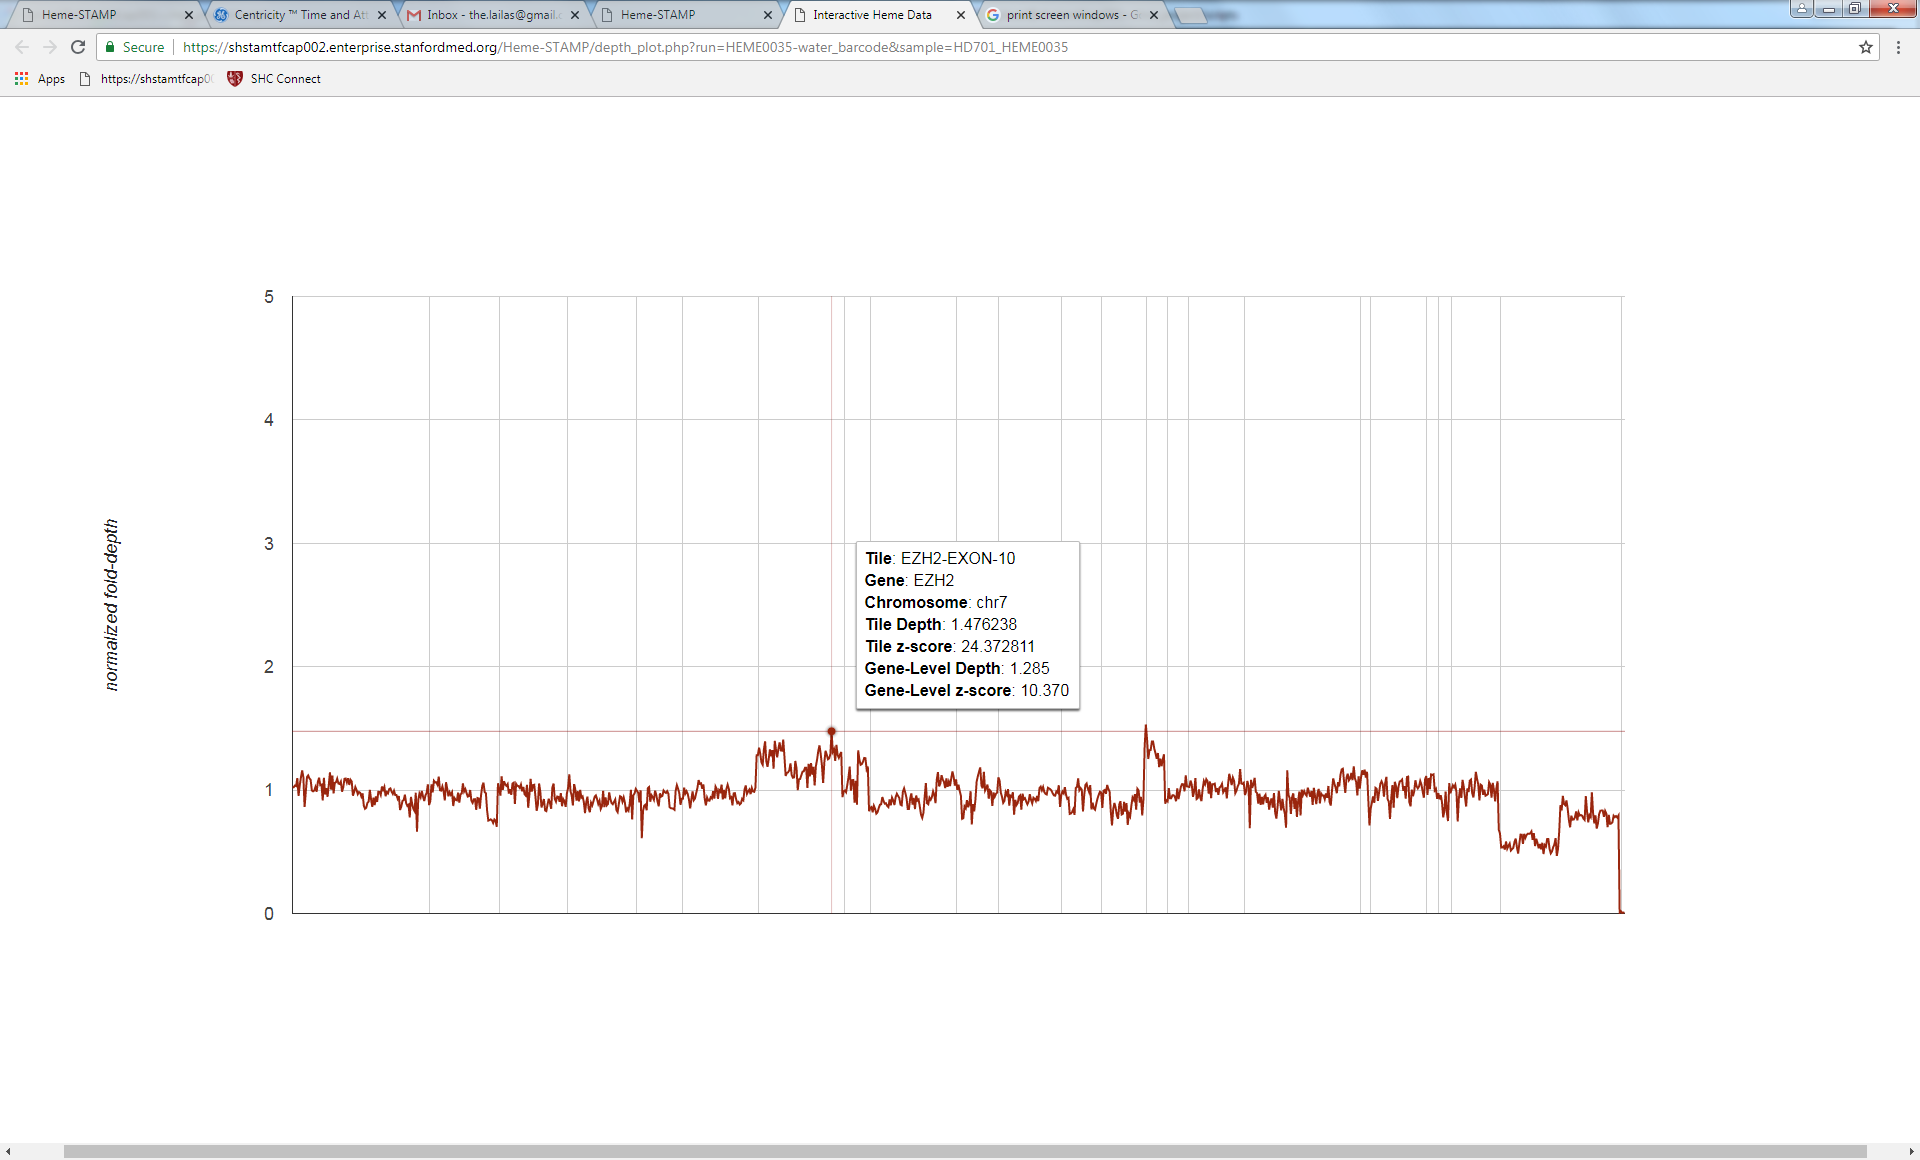 Heme-STAMP
Centricity ™ Time and Att
Inbox - the.lailas@gmail.c
Heme-STAMP
Interactive Heme Data
print screen windows - G
Secure
https://shstamtfcap002.enterprise.stanfordmed.org/Heme-STAMP/depth_plot.php?run=HEME0035-water_barcode&sample=HD701_HEME0035
Apps
https://shstamtfcap00
SHC Connect
5
4
3
2
1
0
normalized fold-depth
Tile: EZH2-EXON-10
Gene: EZH2
Chromosome: chr7
Tile Depth: 1.476238
Tile z-score: 24.372811
Gene-Level Depth: 1.285
Gene-Level z-score: 10.370